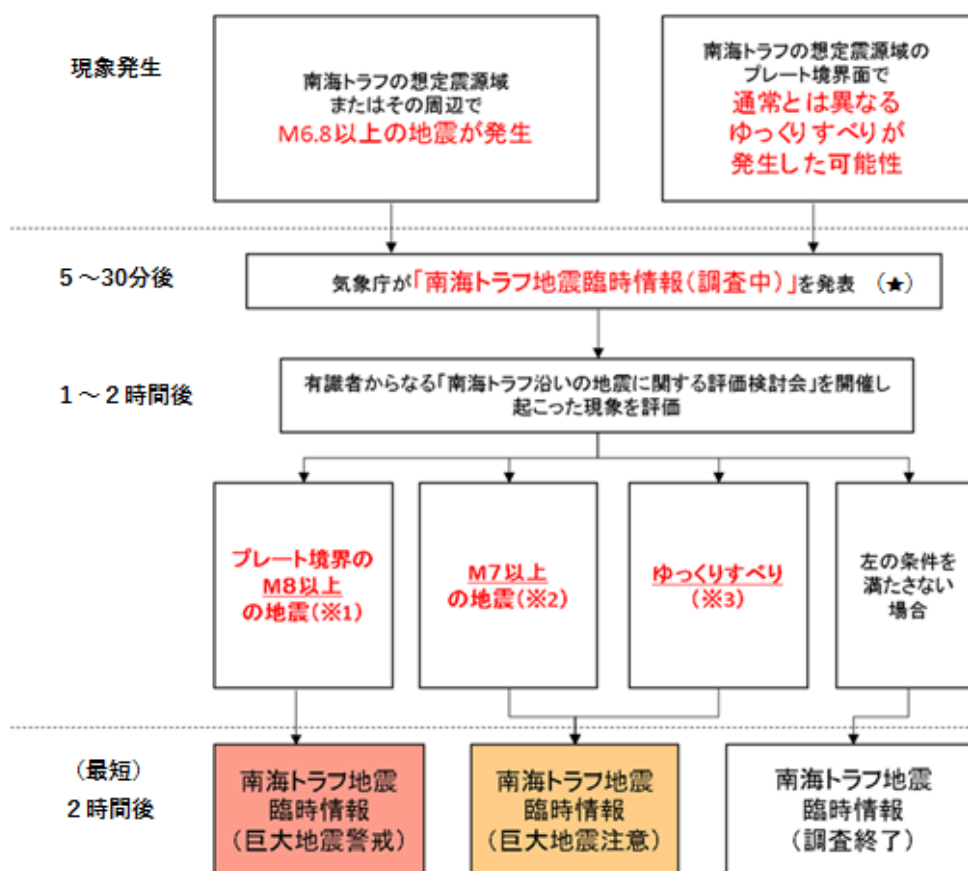 現象発生
南海トラフの想定震源域
またはその周辺で
M6.8以上の地震が発生
南海トラフの想定震源域の
プレート境界面で
通常とは異なる
ゆっくりすべりが
発生した可能性
5～30分後
気象庁が「南海トラフ地震臨時情報(調査中)」を発表 (★)
1～2時間後
有識者からなる「南海トラフ沿いの地震に関する評価検討会」を開催し
起こった現象を評価
プレート境界の
M8以上
の地震(※1)
M7以上
の地震(※2)
ゆっくりすべり
(※3)
左の条件を
満たさない
場合
(最短)
2時間後
南海トラフ地震
臨時情報
(巨大地震警戒)
南海トラフ地震
臨時情報
(巨大地震注意)
南海トラフ地震
臨時情報
(調査終了)